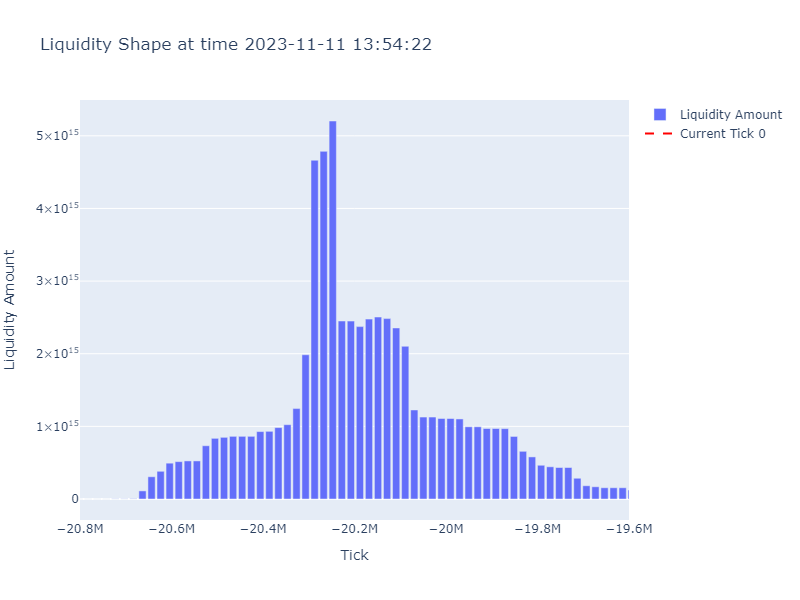 Liquidity Shape at time 2023-11-11 13:54:22
Liquidity Amount
Current Tick 0
5×10¹⁵
4×10¹⁵
3×10¹⁵
2×10¹⁵
1×10¹⁵
0
Liquidity Amount
−20.8M −20.6M −20.4M −20.2M −20M −19.8M −19.6M
Tick